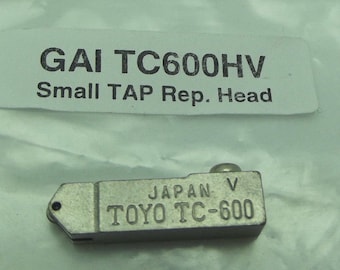 GAI TC600HV
Small TAP Rep. Head
JAPAN V
TOYO TC-600